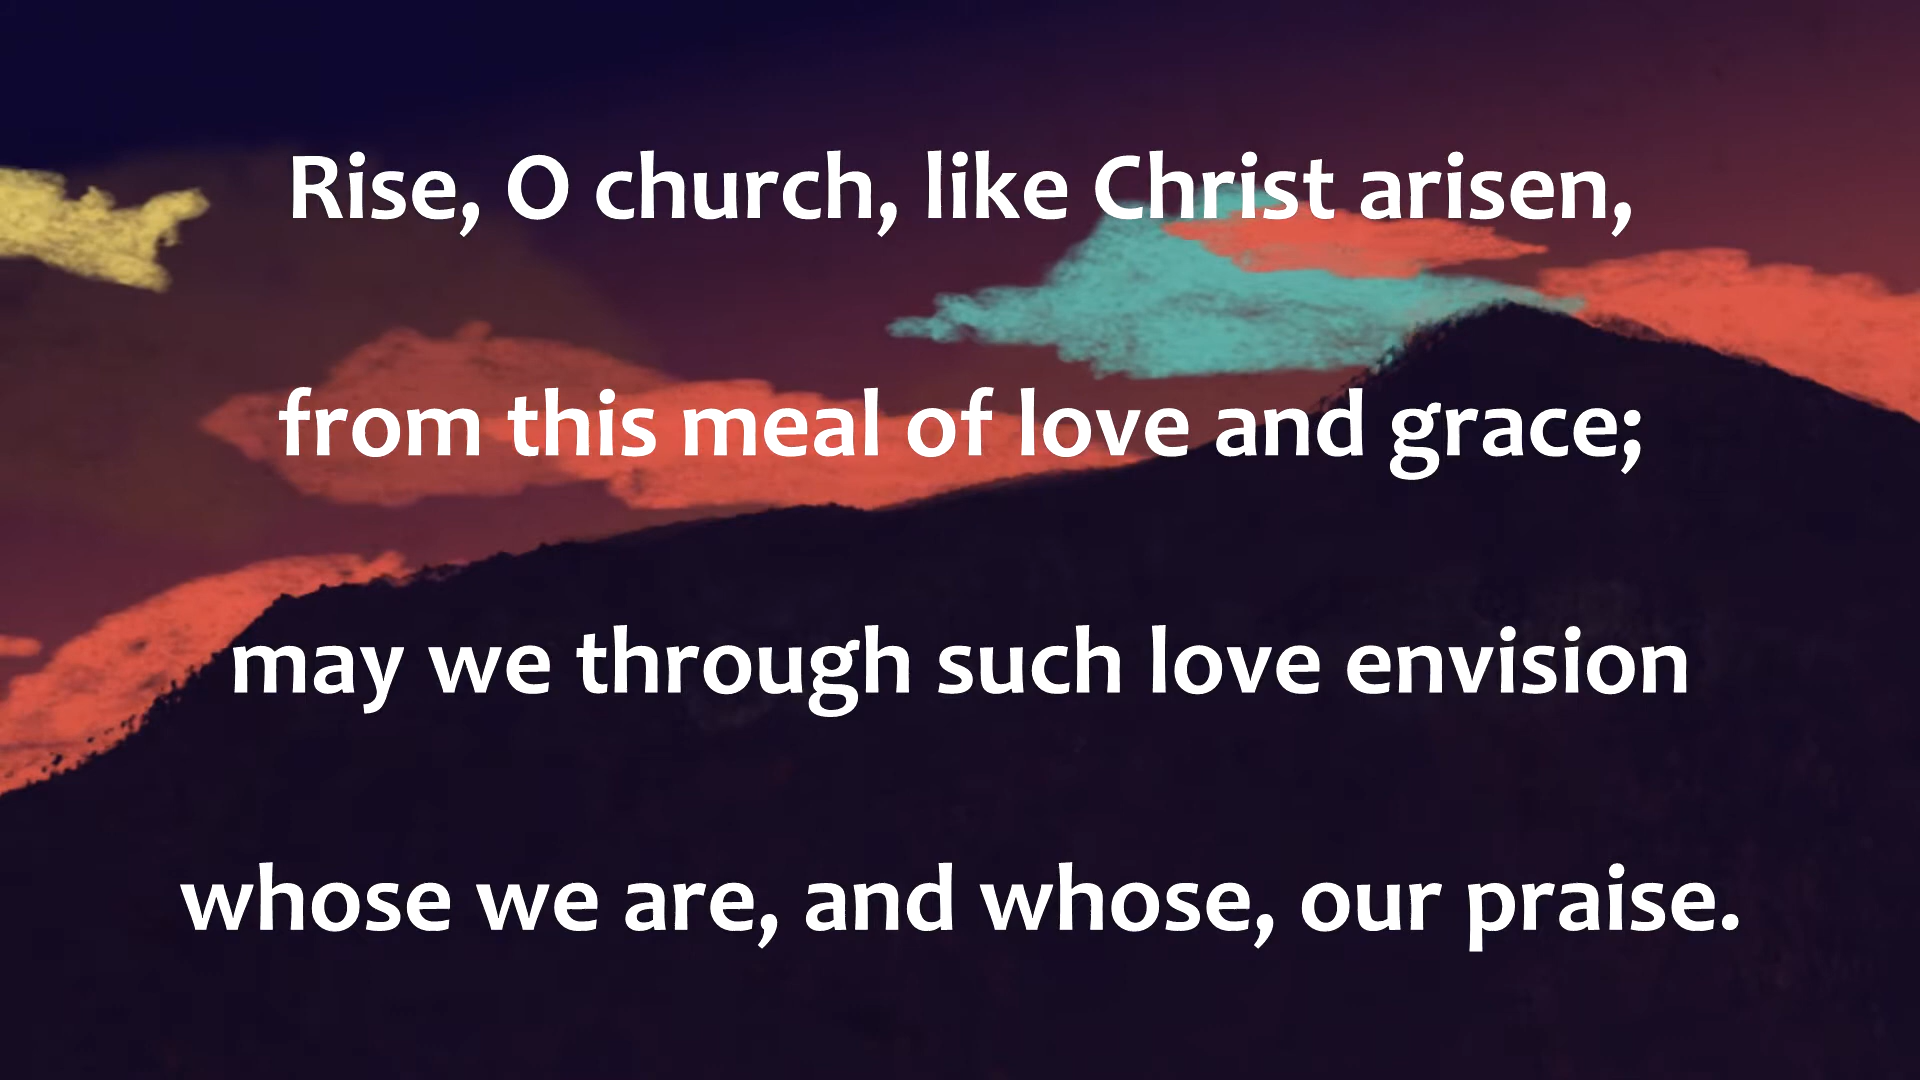 Rise, O church, like Christ arisen,
from this meal of love and grace;
may we through such love envision
whose we are, and whose, our praise.